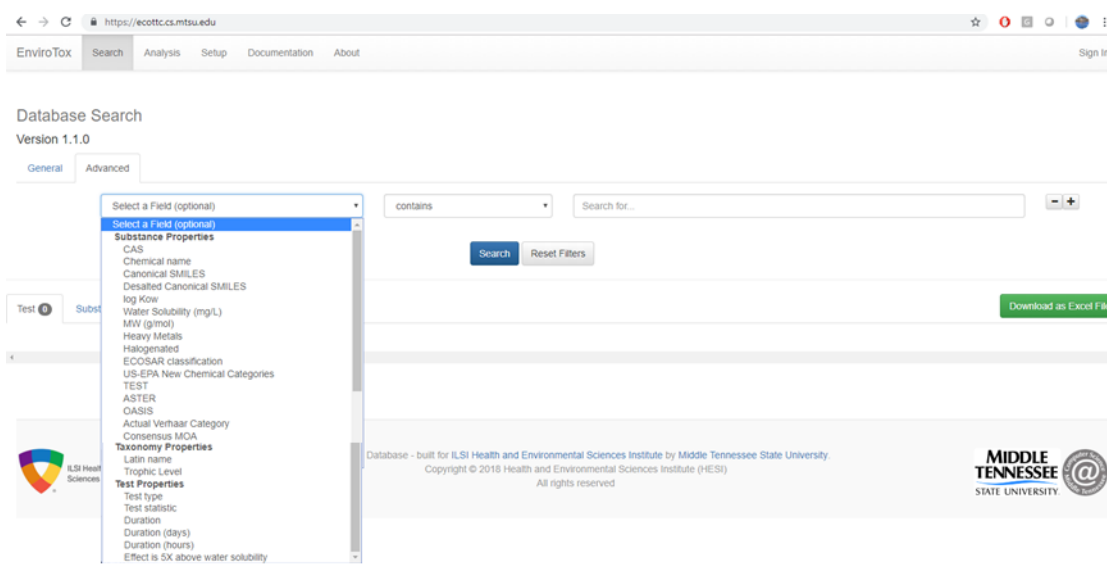 https://ecottc.cs.mtsu.edu
EnviroTox Search Analysis Setup Documentation About Sign In
Database Search
Version 1.1.0
General Advanced
Select a Field (optional) contains Search for...
- +
Select a Field (optional)
Substance Properties
CAS
Chemical name
Canonical SMILES
Desalted Canonical SMILES
log Kow
Water Solubility (mg/L)
MW (g/mol)
Heavy Metals
Halogenated
ECOSAR classification
US-EPA New Chemical Categories
TEST
ASTER
OASIS
Actual Verhaar Category
Consensus MOA
Taxonomy Properties
Latin name
Trophic Level
Test Properties
Test type
Test statistic
Duration
Duration (days)
Duration (hours)
Effect is 5X above water solubility
Search Reset Filters
Test 0 Subst
Download as Excel Fil
ILSI Healt
Sciences
Database - built for ILSI Health and Environmental Sciences Institute by Middle Tennessee State University.
Copyright © 2018 Health and Environmental Sciences Institute (HESI)
All rights reserved
MIDDLE
TENNESSEE
STATE UNIVERSITY.